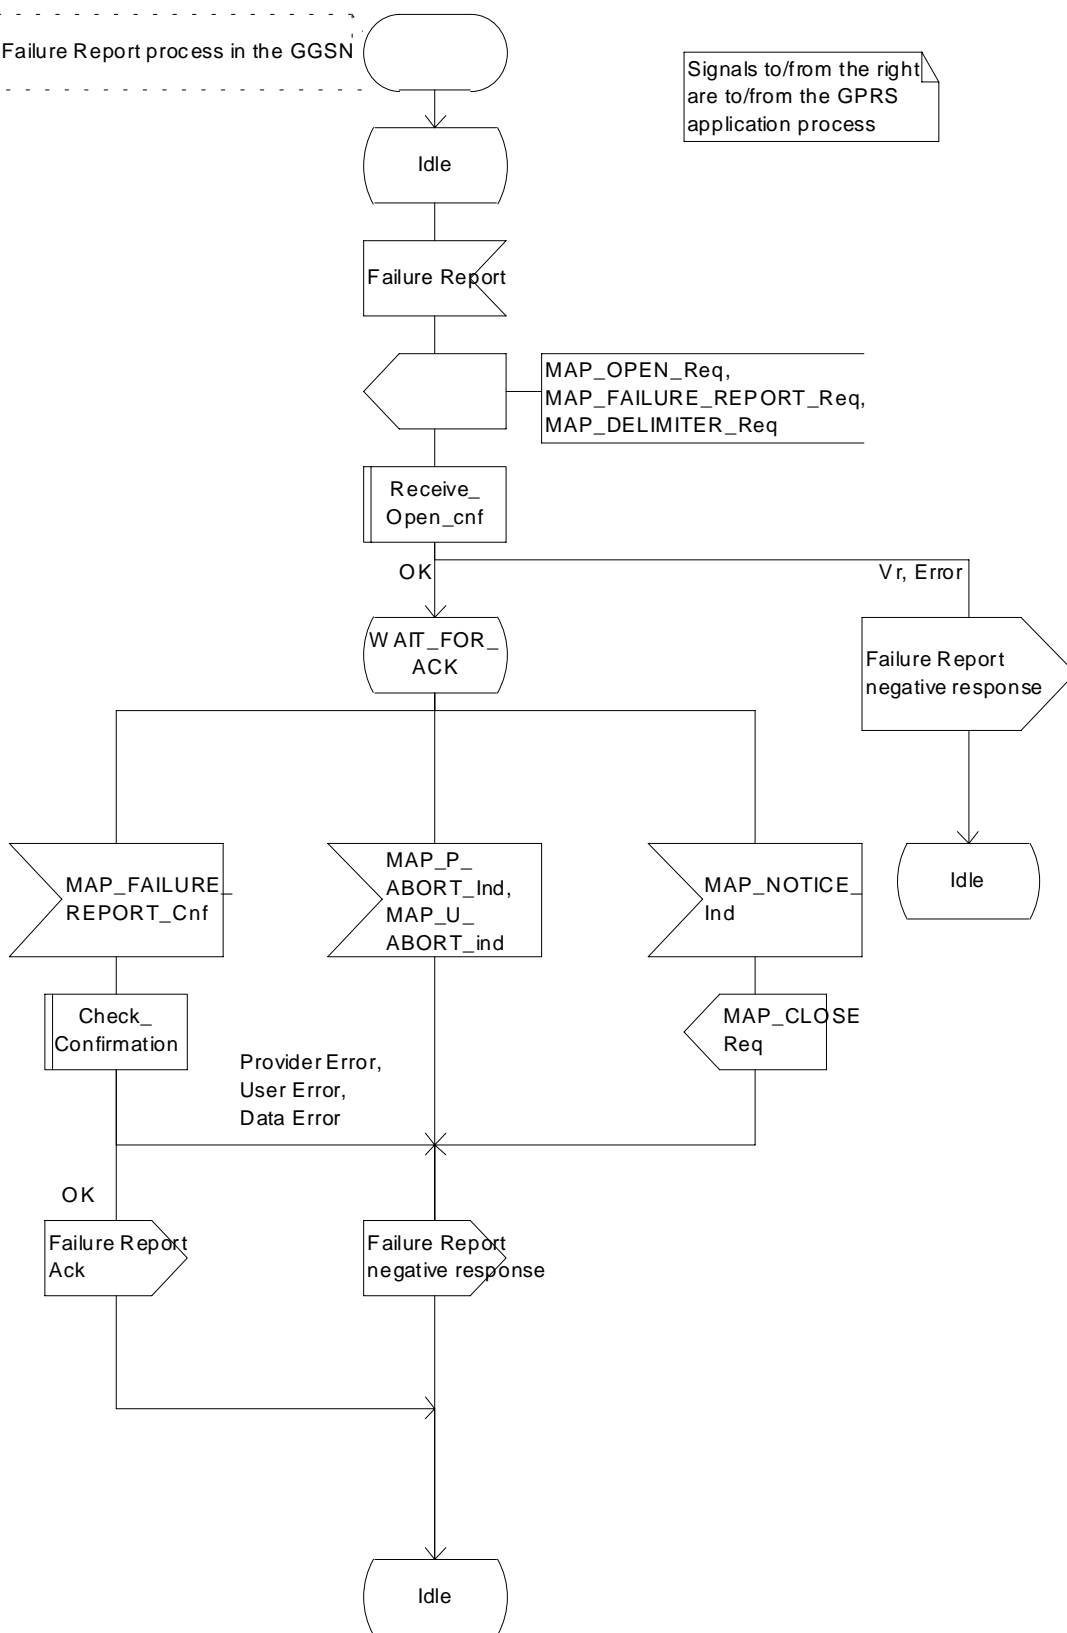 Failure Report process in the GGSN
Signals to/from the right
are to/from the GPRS
application process
Idle
Failure Report
MAP_OPEN_Req,
MAP_FAILURE_REPORT_Req,
MAP_DELIMITER_Req
Receive_
Open_cnf
OK
Vr, Error
WAIT_FOR_
ACK
Failure Report
negative response
MAP_FAILURE_
REPORT_Cnf
MAP_P_
ABORT_Ind,
MAP_U_
ABORT_ind
MAP_NOTICE_
Ind
Idle
Check_
Confirmation
MAP_CLOSE
Req
Provider Error,
User Error,
Data Error
OK
Failure Report
Ack
Failure Report
negative response
Idle